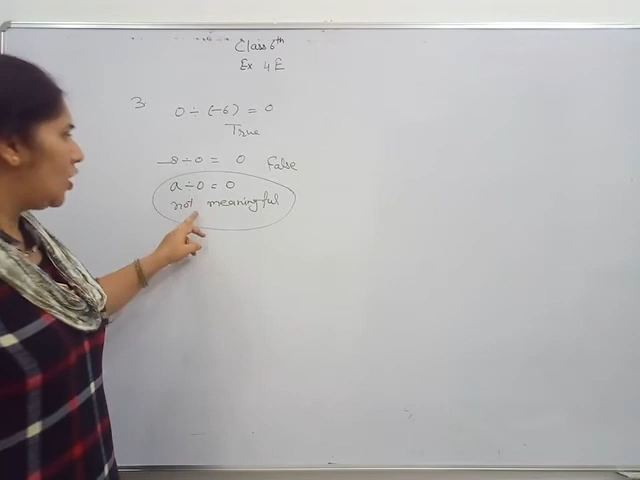 Class 6th
Ex 4E
3. 0 ÷ (-6) = 0
True
-8 ÷ 0 = 0 False
a ÷ 0 = 0
not meaningful